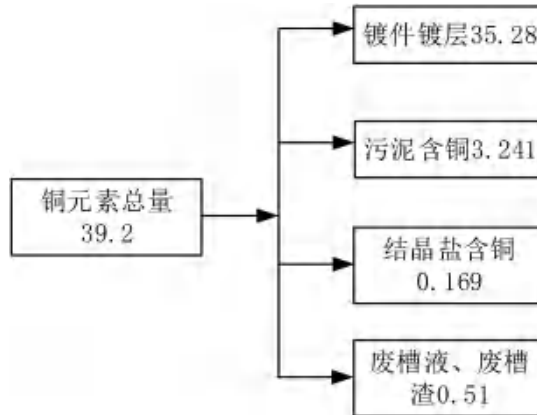 镀件镀层35.28
污泥含铜3.241
铜元素总量
39.2
结晶盐含铜
0.169
废槽液、废槽
渣0.51